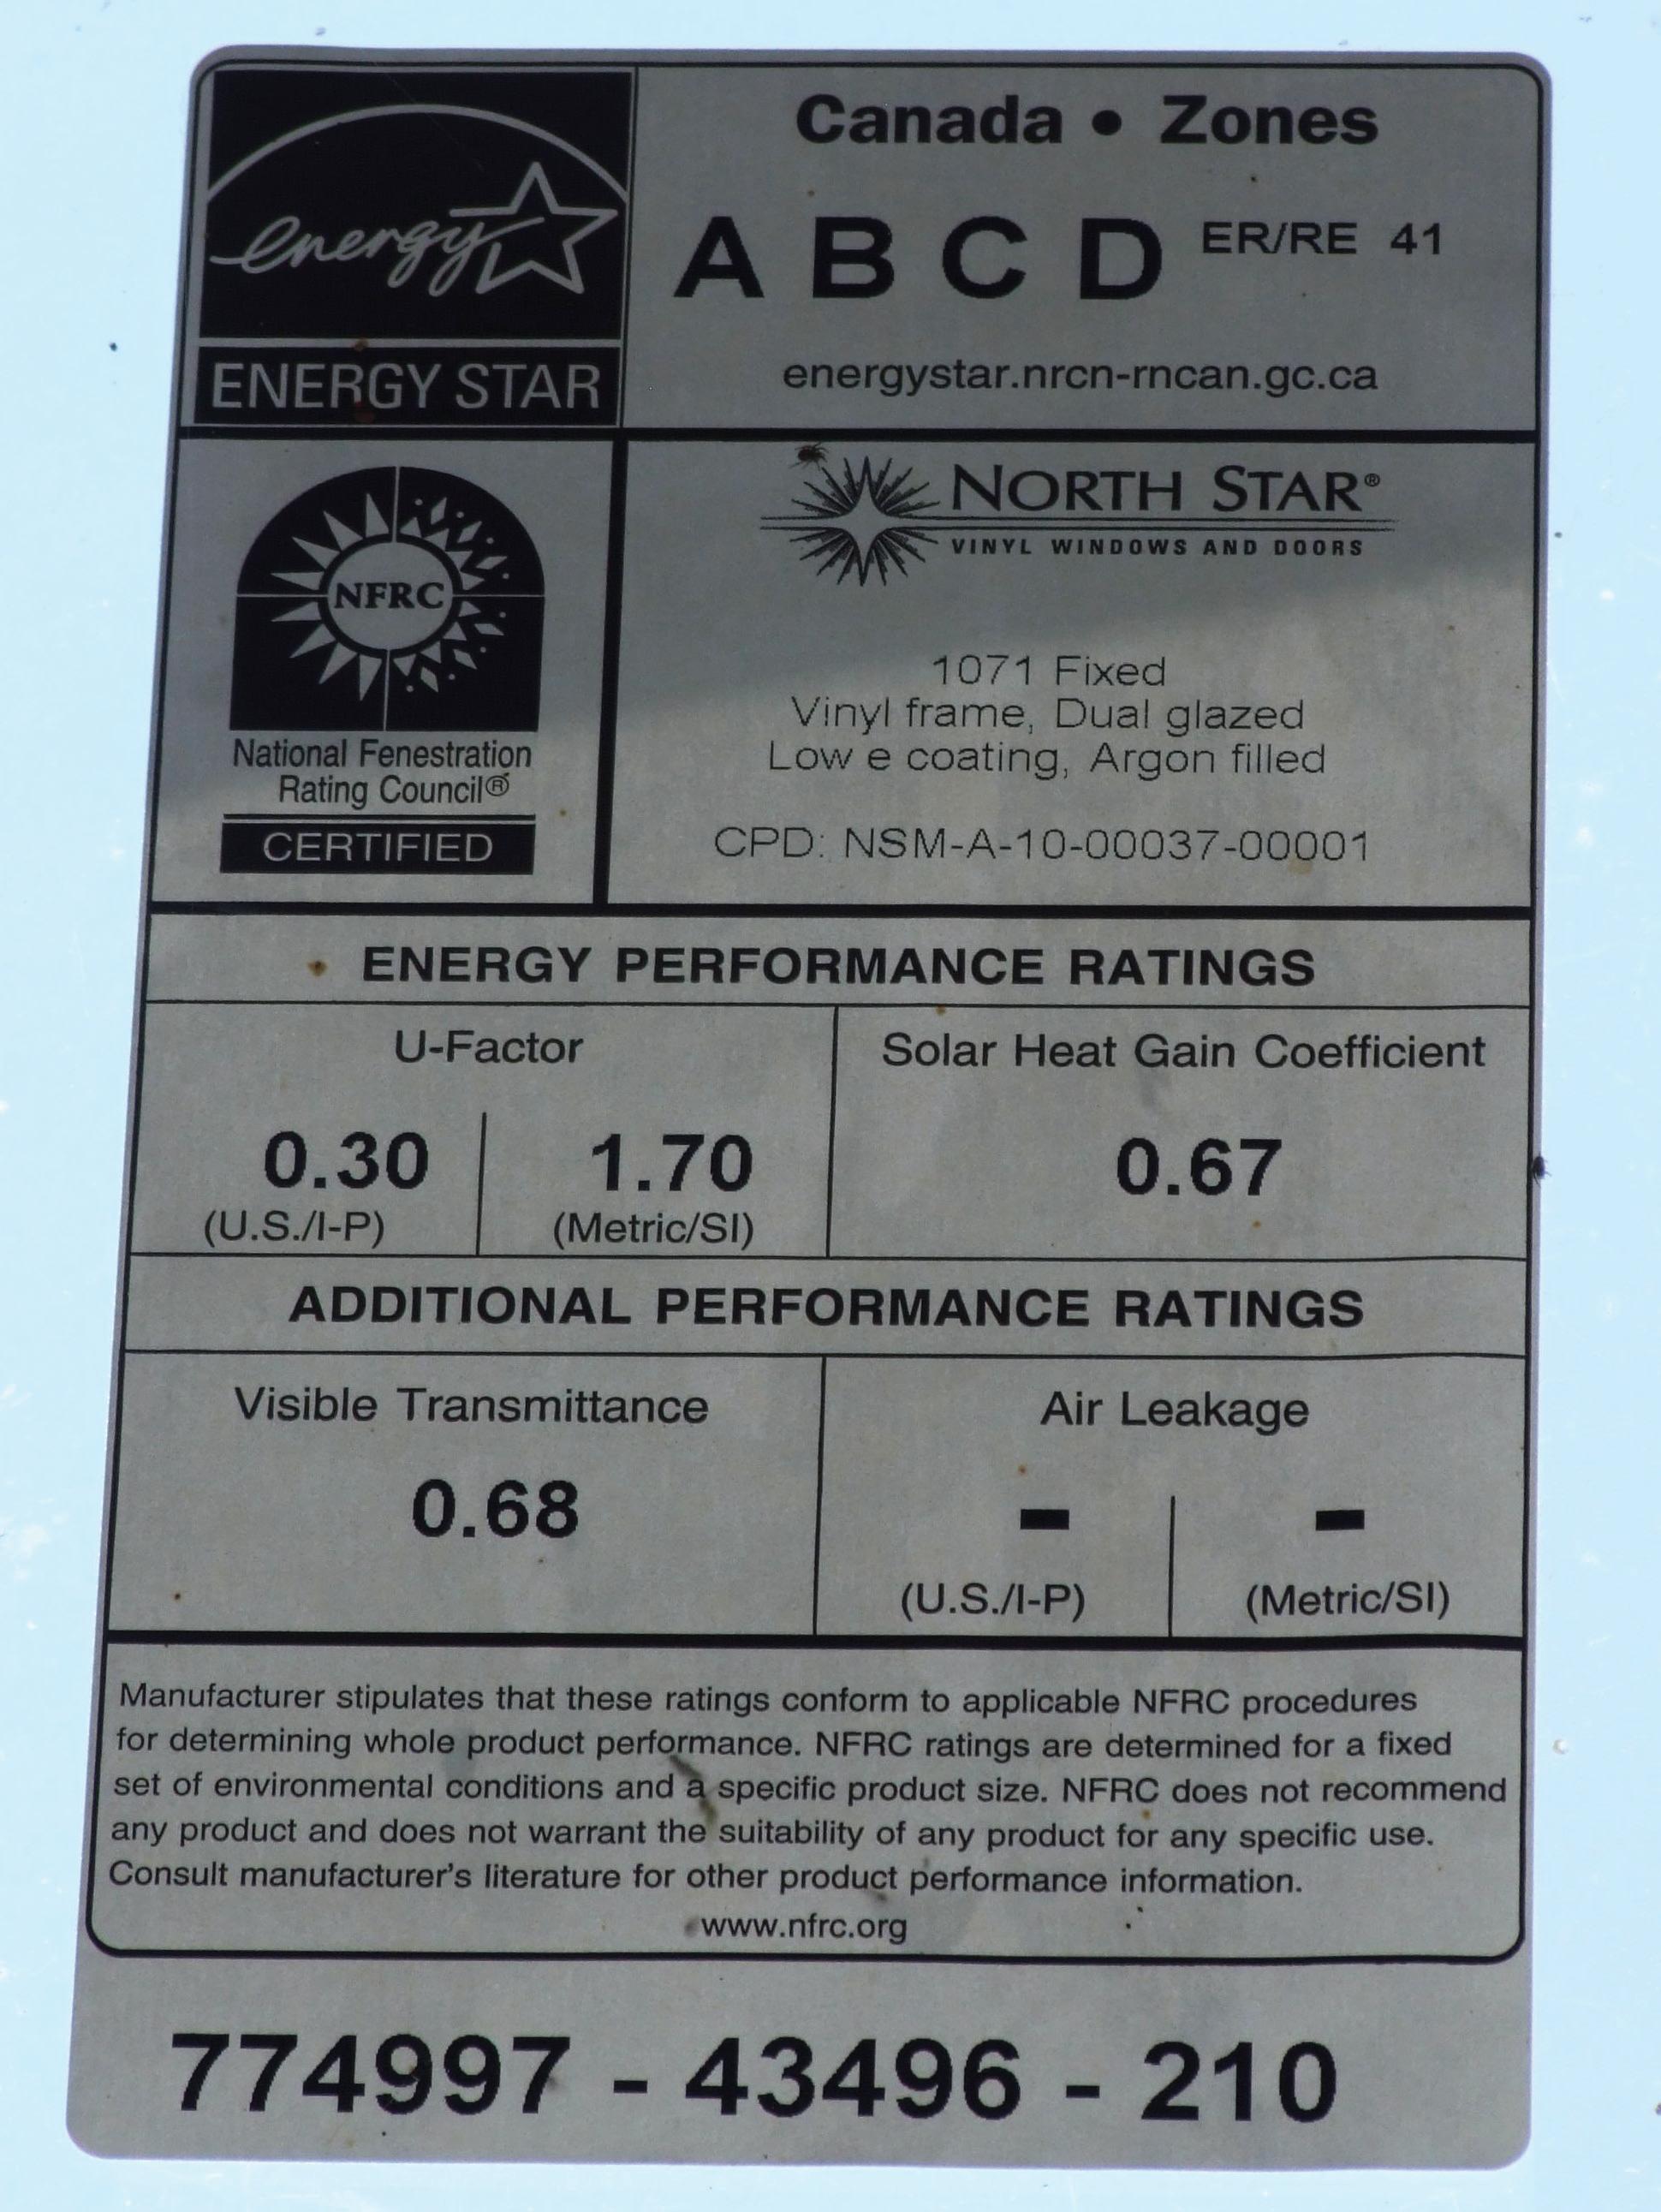 energy
ENERGY STAR
Canada • Zones
A B C D ER/RE 41
energystar.nrcn-rncan.gc.ca
NFRC
National Fenestration
Rating Council®
CERTIFIED
NORTH STAR®
VINYL WINDOWS AND DOORS
1071 Fixed
Vinyl frame, Dual glazed
Low e coating, Argon filled
CPD: NSM-A-10-00037-00001
ENERGY PERFORMANCE RATINGS
U-Factor
0.30 1.70
(U.S./I-P) (Metric/SI)
Solar Heat Gain Coefficient
0.67
ADDITIONAL PERFORMANCE RATINGS
Visible Transmittance
0.68
Air Leakage
- -
(U.S./I-P) (Metric/SI)
Manufacturer stipulates that these ratings conform to applicable NFRC procedures
for determining whole product performance. NFRC ratings are determined for a fixed
set of environmental conditions and a specific product size. NFRC does not recommend
any product and does not warrant the suitability of any product for any specific use.
Consult manufacturer's literature for other product performance information.
www.nfrc.org
774997 - 43496 - 210